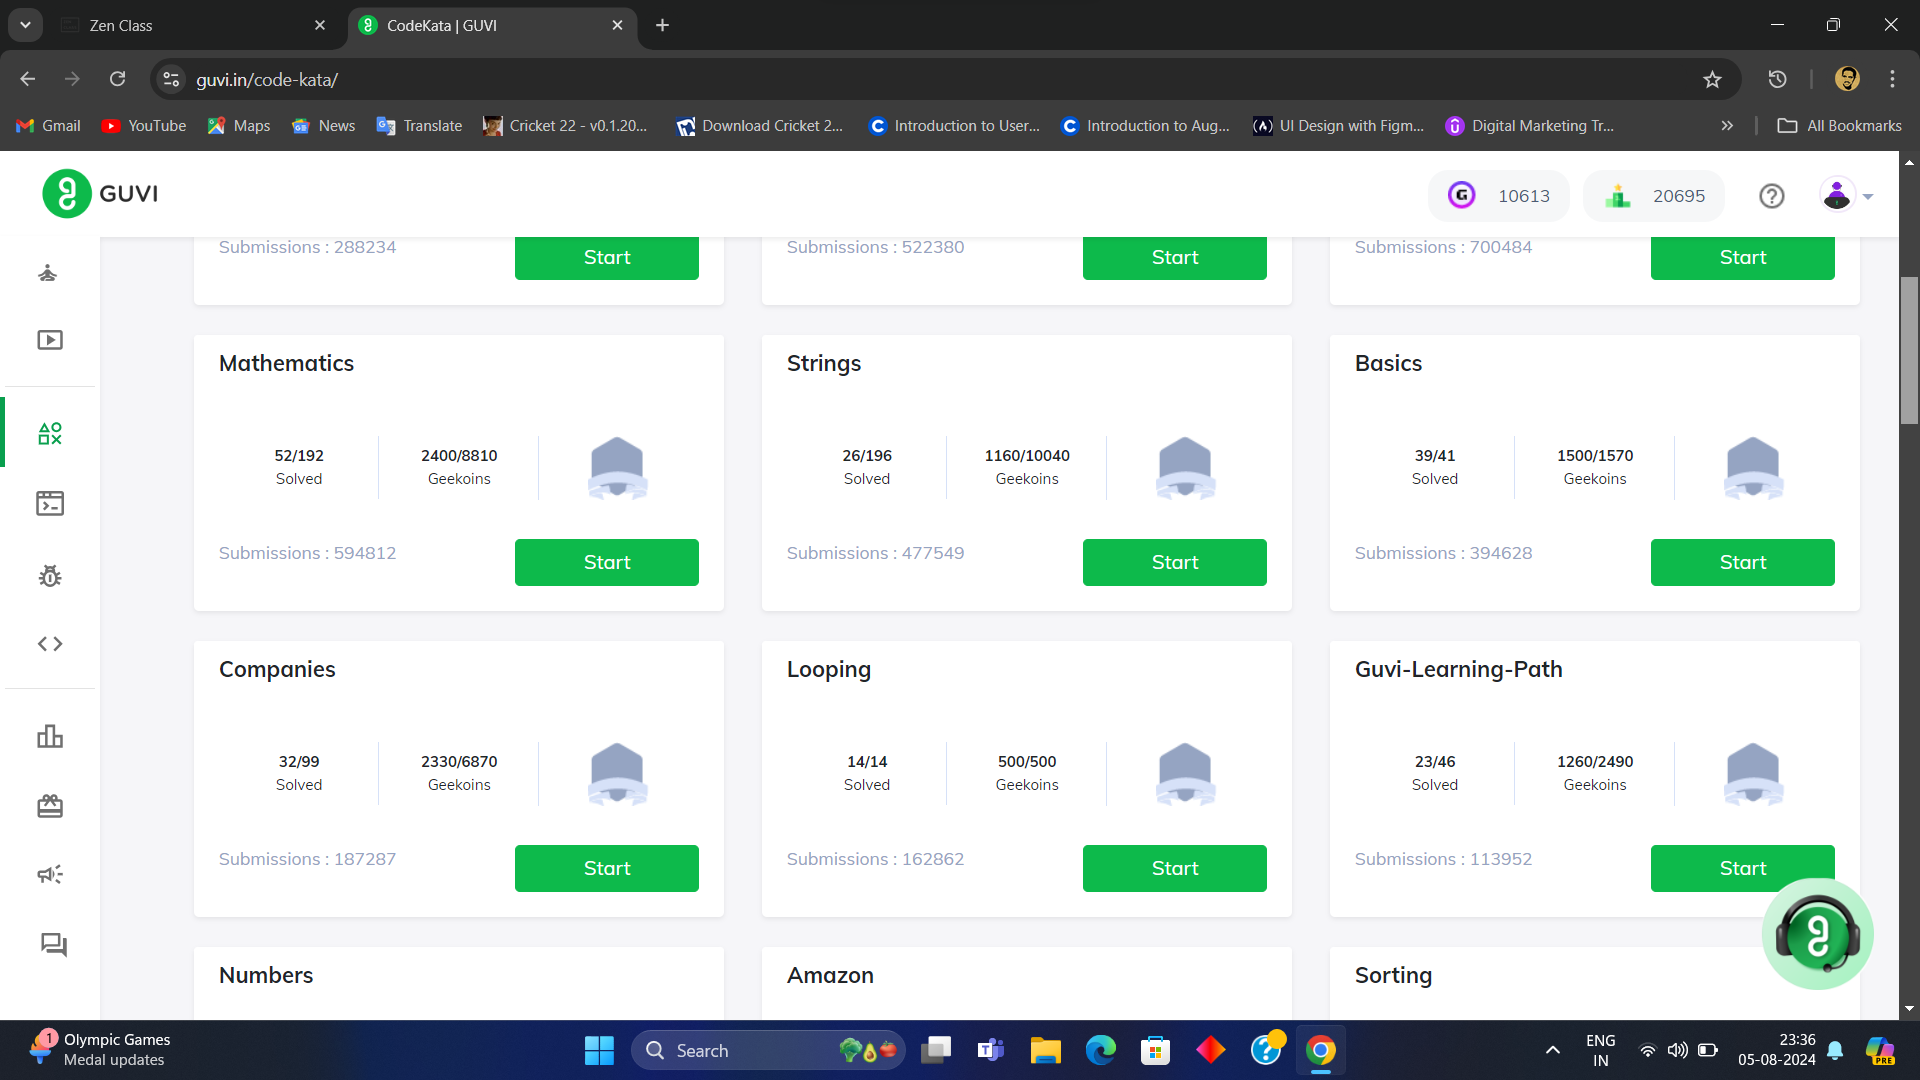 Zen Class
CodeKata | GUVI
guvi.in/code-kata/
Gmail
YouTube
Maps
News
Translate
Cricket 22 - v0.1.20...
Download Cricket 2...
Introduction to User...
Introduction to Aug...
UI Design with Figm...
Digital Marketing Tr...
All Bookmarks
GUVI
10613
20695
Submissions : 288234
Start
Submissions : 522380
Start
Submissions : 700484
Start
Mathematics
52/192
Solved
2400/8810
Geekoins
Submissions : 594812
Start
Strings
26/196
Solved
1160/10040
Geekoins
Submissions : 477549
Start
Basics
39/41
Solved
1500/1570
Geekoins
Submissions : 394628
Start
Companies
32/99
Solved
2330/6870
Geekoins
Submissions : 187287
Start
Looping
14/14
Solved
500/500
Geekoins
Submissions : 162862
Start
Guvi-Learning-Path
23/46
Solved
1260/2490
Geekoins
Submissions : 113952
Start
Numbers
Amazon
Sorting
1
Olympic Games
Medal updates
Search
ENG
IN
23:36
05-08-2024
PRE